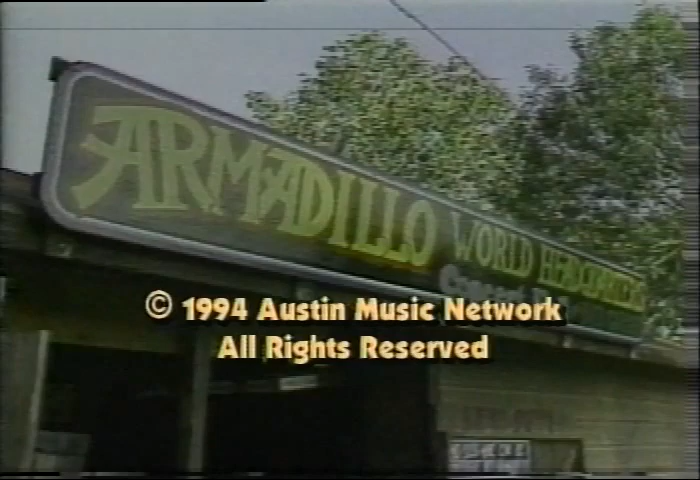 ARMADILLO WORLD HEADQUARTERS
© 1994 Austin Music Network
All Rights Reserved